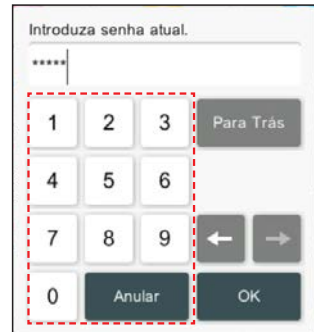 Introduza senha atual.
*****
1 2 3 Para Trás
4 5 6
7 8 9 ← →
0 Anular OK